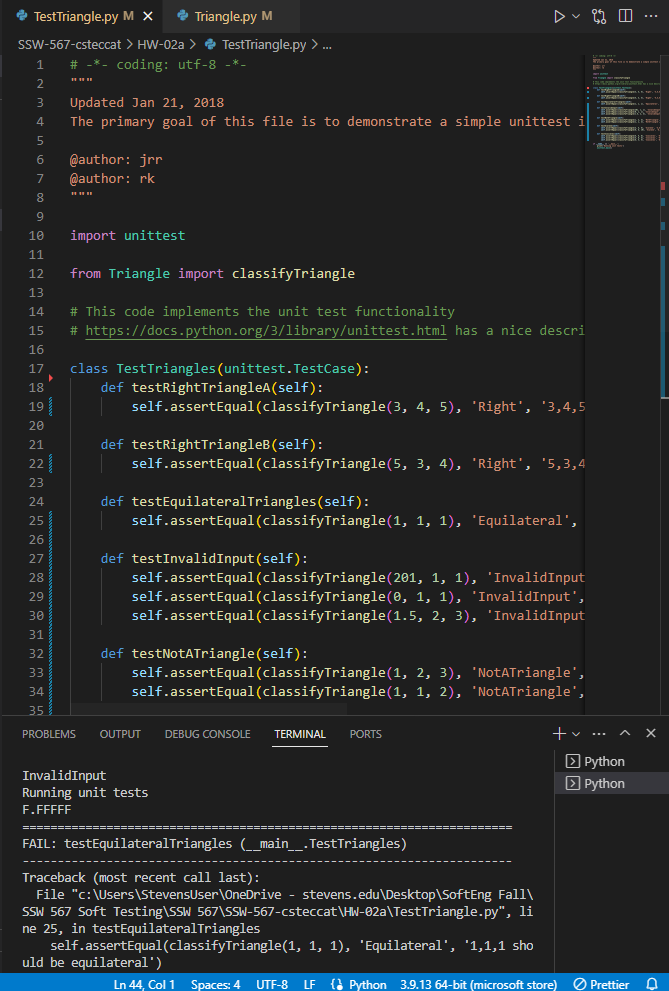 TestTriangle.py M
Triangle.py M
SSW-567-csteccat > HW-02a > TestTriangle.py > ...
1 # -*- coding: utf-8 -*-
2 """
3 Updated Jan 21, 2018
4 The primary goal of this file is to demonstrate a simple unittest i
5
6 @author: jrr
7 @author: rk
8 """
9
10 import unittest
11
12 from Triangle import classifyTriangle
13
14 # This code implements the unit test functionality
15 # https://docs.python.org/3/library/unittest.html has a nice descri
16
17 class TestTriangles(unittest.TestCase):
18 def testRightTriangleA(self):
19 self.assertEqual(classifyTriangle(3, 4, 5), 'Right', '3,4,5
20
21 def testRightTriangleB(self):
22 self.assertEqual(classifyTriangle(5, 3, 4), 'Right', '5,3,4
23
24 def testEquilateralTriangles(self):
25 self.assertEqual(classifyTriangle(1, 1, 1), 'Equilateral',
26
27 def testInvalidInput(self):
28 self.assertEqual(classifyTriangle(201, 1, 1), 'InvalidInput
29 self.assertEqual(classifyTriangle(0, 1, 1), 'InvalidInput',
30 self.assertEqual(classifyTriangle(1.5, 2, 3), 'InvalidInput
31
32 def testNotATriangle(self):
33 self.assertEqual(classifyTriangle(1, 2, 3), 'NotATriangle',
34 self.assertEqual(classifyTriangle(1, 1, 2), 'NotATriangle',
35
PROBLEMS OUTPUT DEBUG CONSOLE TERMINAL PORTS
Python
Python
InvalidInput
Running unit tests
F.FFFFF
======================================================================
FAIL: testEquilateralTriangles (__main__.TestTriangles)
----------------------------------------------------------------------
Traceback (most recent call last):
File "c:\Users\StevensUser\OneDrive - stevens.edu\Desktop\SoftEng Fall\
SSW 567 Soft Testing\SSW 567\SSW-567-csteccat\HW-02a\TestTriangle.py", li
ne 25, in testEquilateralTriangles
self.assertEqual(classifyTriangle(1, 1, 1), 'Equilateral', '1,1,1 sho
uld be equilateral')
Ln 44, Col 1 Spaces: 4 UTF-8 LF Python 3.9.13 64-bit (microsoft store) Prettier